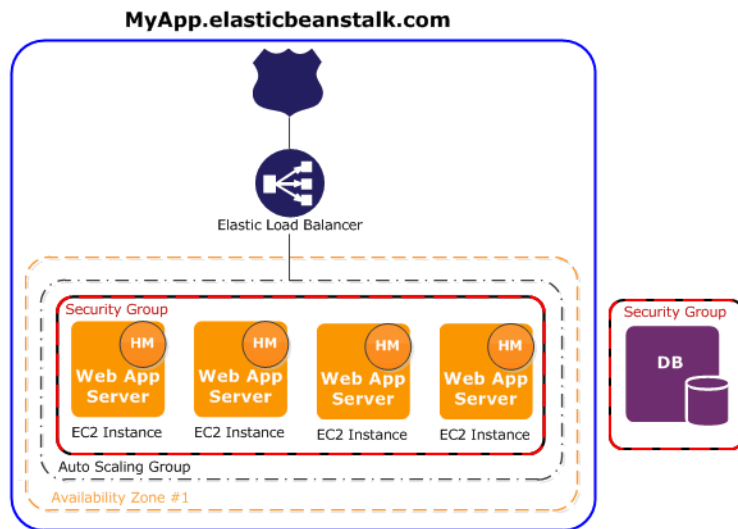 MyApp.elasticbeanstalk.com
Elastic Load Balancer
Security Group
HM
HM
HM
HM
Web App
Server
Web App
Server
Web App
Server
Web App
Server
EC2 Instance
EC2 Instance
EC2 Instance
EC2 Instance
Auto Scaling Group
Availability Zone #1
Security Group
DB